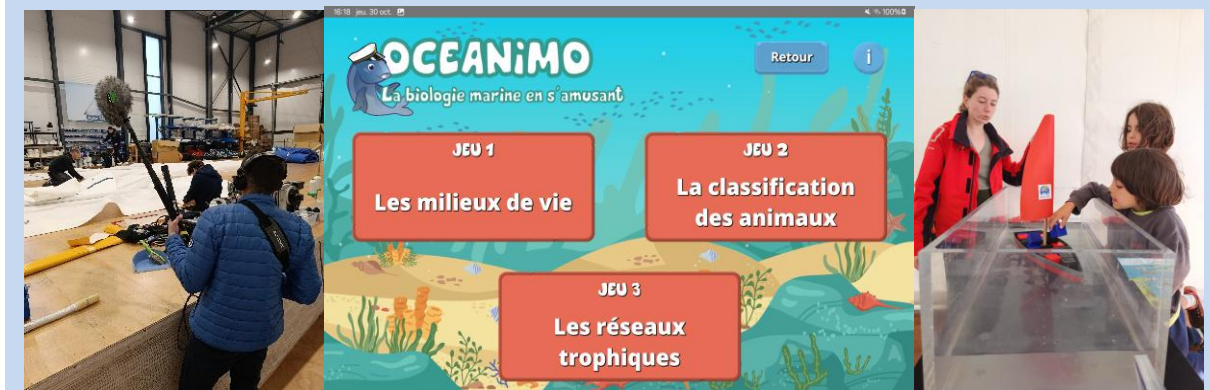 16:18 jeu. 30 oct.
100%
OCEANiMO
La biologie marine en s'amusant
Retour
i
JEU 1
Les milieux de vie
JEU 2
La classification
des animaux
JEU 3
Les réseaux
trophiques